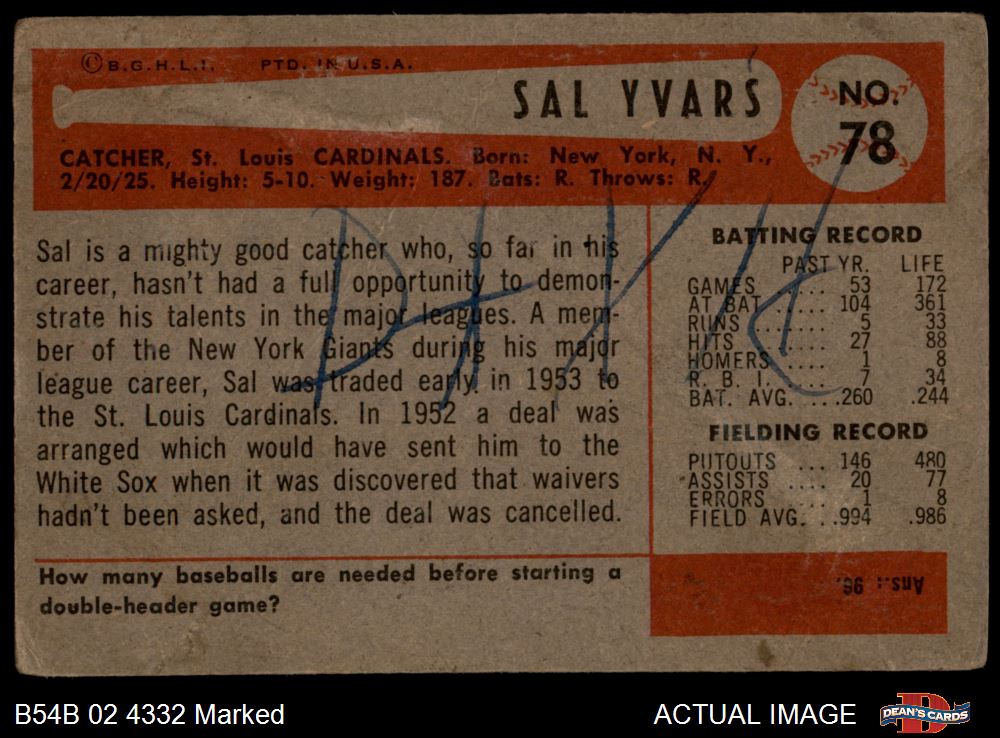 ©B.G.H.L.I. PTD. IN U.S.A.
SAL YVARS
NO.
78
CATCHER, St. Louis CARDINALS. Born: New York, N. Y.,
2/20/25. Height: 5-10. Weight: 187. Bats: R. Throws: R.
Sal is a mighty good catcher who, so far in his
career, hasn't had a full opportunity to demon-
strate his talents in the major leagues. A mem-
ber of the New York Giants during his major
league career, Sal was traded early in 1953 to
the St. Louis Cardinals. In 1952 a deal was
arranged which would have sent him to the
White Sox when it was discovered that waivers
hadn't been asked, and the deal was cancelled.
How many baseballs are needed before starting a
double-header game?
BATTING RECORD
PAST YR. LIFE
GAMES ..... 53 172
AT BAT ..... 104 361
RUNS ....... 5 33
HITS ....... 27 88
HOMERS .... 1 8
R. B. I. ..... 7 34
BAT. AVG. ....260 .244
FIELDING RECORD
PUTOUTS ... 146 480
ASSISTS .... 20 77
ERRORS .... 1 8
FIELD AVG. ..994 .986
Ans.: 96.
B54B 02 4332 Marked
ACTUAL IMAGE
DEAN'S CARDS